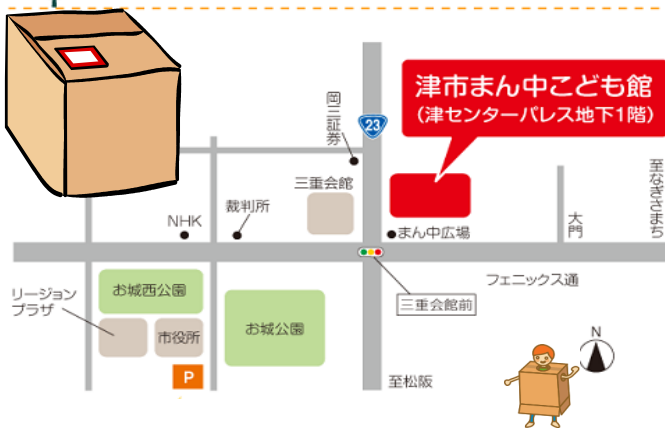 津市まん中こども館
（津センターパレス地下1階）
岡三証券
23
三重会館
裁判所
NHK
まん中広場
大門
至なぎさまち
フェニックス通
三重会館前
リージョン
プラザ
お城西公園
市役所
お城公園
P
至松阪
N